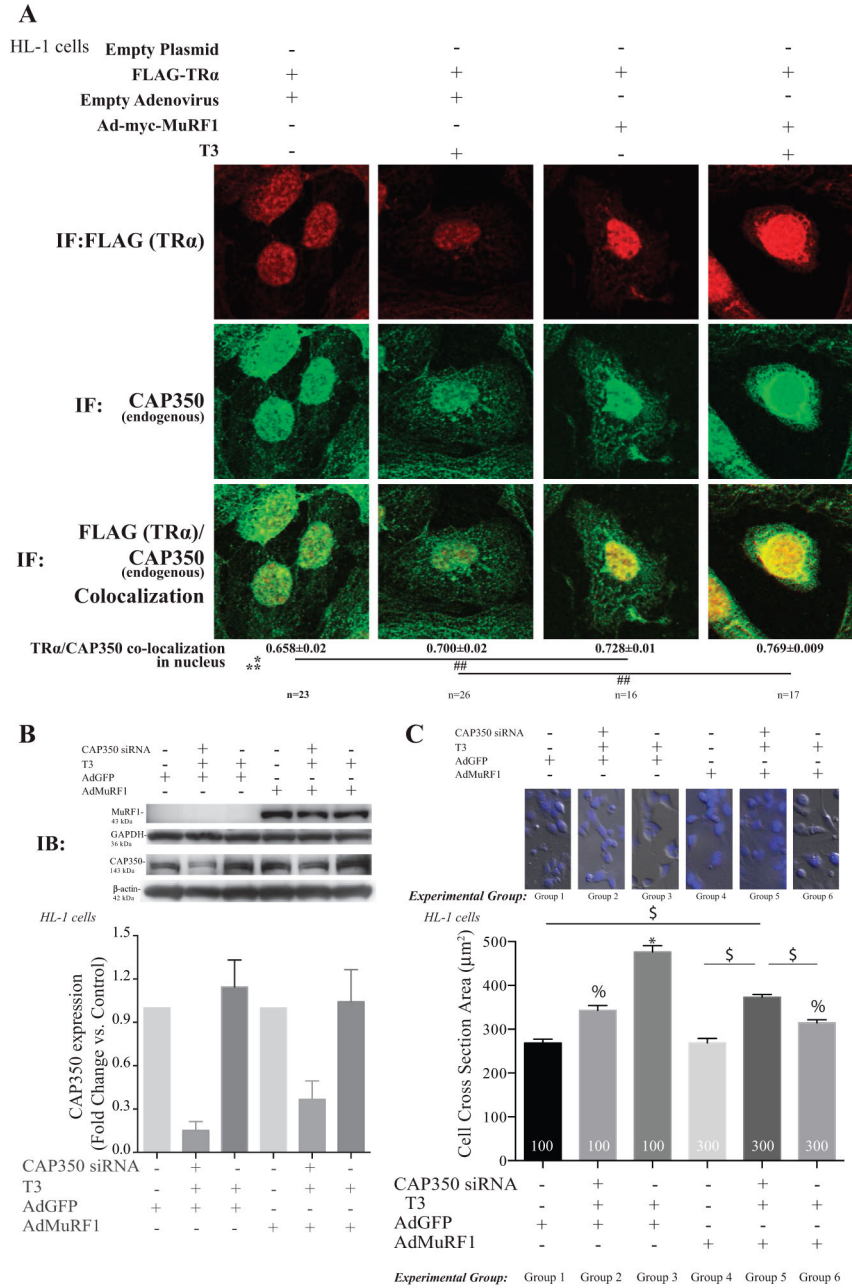 A
HL-1 cells
Empty Plasmid - - - -
FLAG-TRα + + + +
Empty Adenovirus + + - -
Ad-myc-MuRF1 - - + +
T3 - + - +
IF:FLAG (TRα)
IF: CAP350
(endogenous)
FLAG (TRα)/
IF: CAP350
(endogenous)
Colocalization
TRα/CAP350 co-localization
in nucleus
0.658±0.02 0.700±0.02 0.728±0.01 0.769±0.009
*
**
##
##
n=23 n=26 n=16 n=17
B
CAP350 siRNA - + - - + -
T3 - + + - + +
AdGFP + + + - - -
AdMuRF1 - - - + + +
IB:
MuRF1-
43 kDa
GAPDH-
36 kDa
CAP350-
143 kDa
β-actin-
42 kDa
HL-1 cells
CAP350 expression
(Fold Change vs. Control)
1.5
1.2
0.9
0.6
0.3
0.0
CAP350 siRNA - + - - + -
T3 - + + - + +
AdGFP + + + - - -
AdMuRF1 - - - + + +
C
CAP350 siRNA - + - - + -
T3 - + + - + +
AdGFP + + + - - -
AdMuRF1 - - - + + +
Experimental Group: Group 1 Group 2 Group 3 Group 4 Group 5 Group 6
HL-1 cells
Cell Cross Section Area (µm²)
500
400
300
200
100
0
$
*
$ $
% %
100 100 100 300 300 300
CAP350 siRNA - + - - + -
T3 - + + - + +
AdGFP + + + - - -
AdMuRF1 - - - + + +
Experimental Group: Group 1 Group 2 Group 3 Group 4 Group 5 Group 6